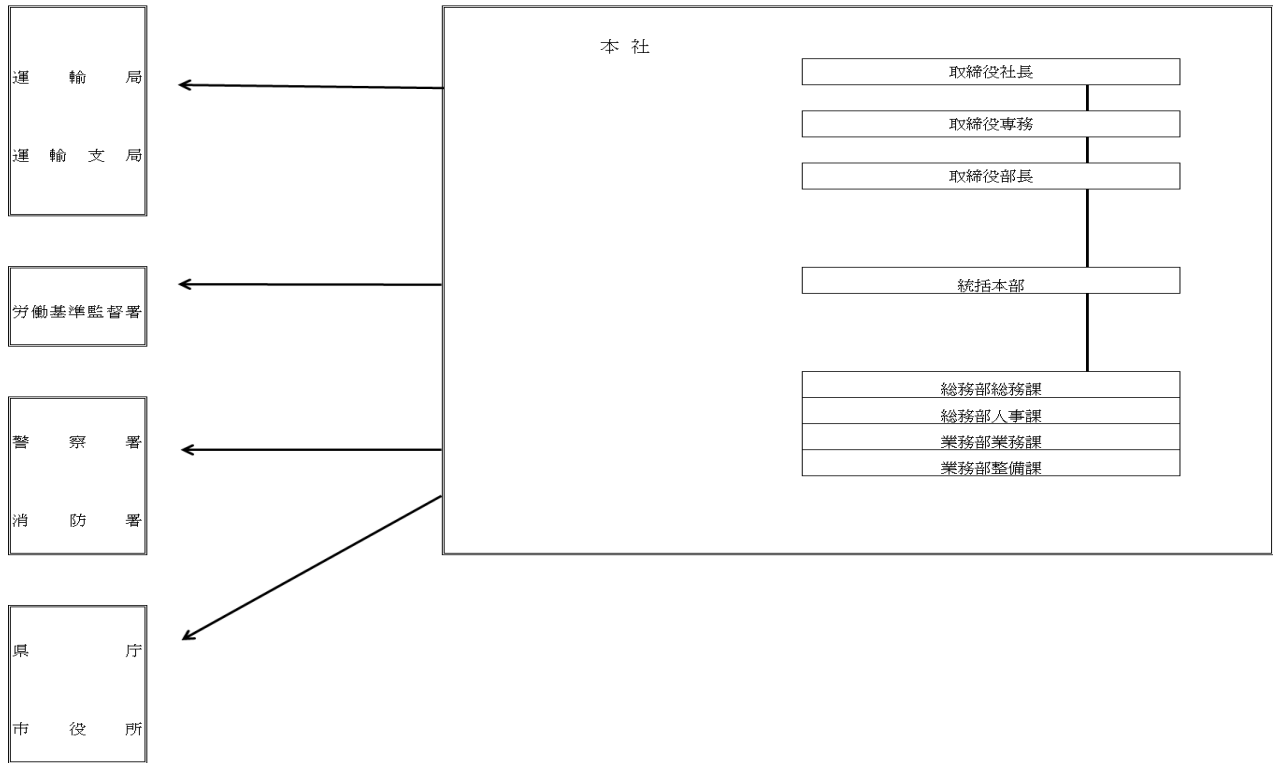 運輸局
運輸支局
労働基準監督署
警察署
消防署
県庁
市役所
本社
取締役社長
取締役専務
取締役部長
統括本部
総務部総務課
総務部人事課
業務部業務課
業務部整備課